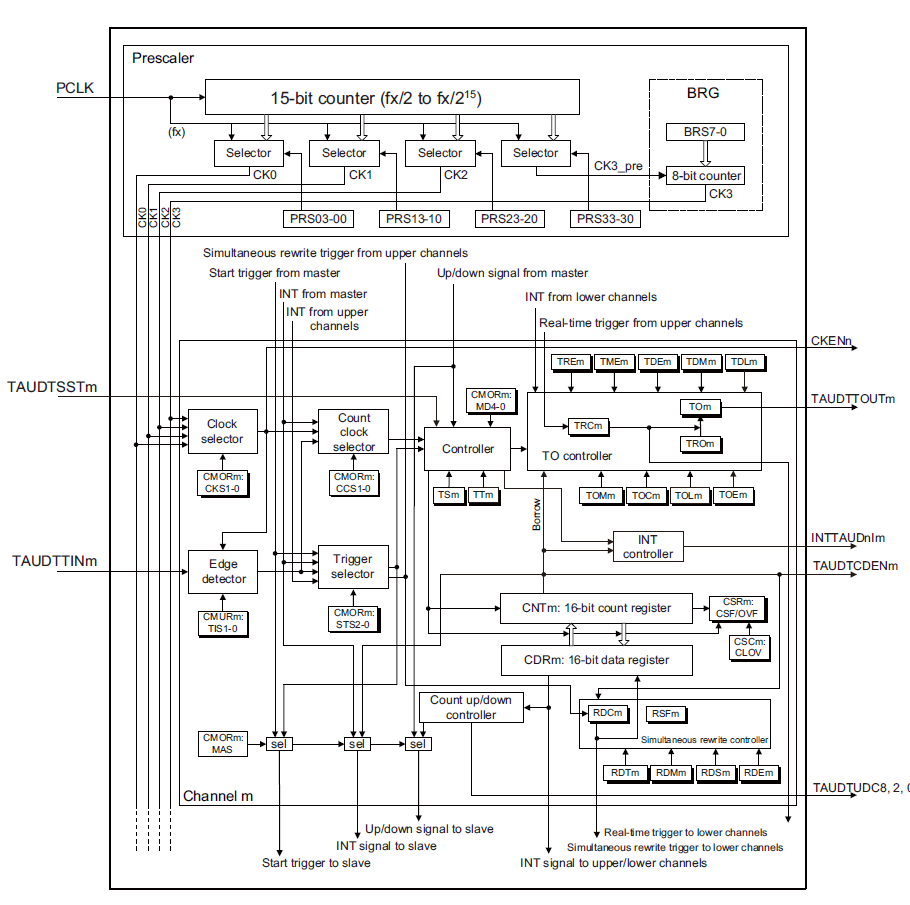 Prescaler
PCLK
15-bit counter (fx/2 to fx/2¹⁵)
BRG
BRS7-0
(fx)
Selector
Selector
Selector
Selector
CK3_pre
8-bit counter
CK0
CK1
CK2
CK3
CK0
CK1
CK2
CK3
PRS03-00
PRS13-10
PRS23-20
PRS33-30
Simultaneous rewrite trigger from upper channels
Start trigger from master
Up/down signal from master
INT from master
INT from lower channels
INT from upper
channels
Real-time trigger from upper channels
CKENn
TREm
TMEm
TDEm
TDMm
TDLm
TAUDTSSTm
CMORm:
MD4-0
TAUDTTOUTm
TOm
Clock
selector
Count
clock
selector
Controller
TRCm
TROm
TO controller
CMORm:
CKS1-0
CMORm:
CCS1-0
TSm
TTm
TOMm
TOCm
TOLm
TOEm
Borrow
INT
controller
INTTAUDnIm
TAUDTTINm
Edge
detector
Trigger
selector
TAUDTCDENm
CMURm:
TIS1-0
CMORm:
STS2-0
CNTm: 16-bit count register
CSRm:
CSF/OVF
CSCm:
CLOV
CDRm: 16-bit data register
Count up/down
controller
RDCm
RSFm
Simultaneous rewrite controller
CMORm:
MAS
sel
sel
sel
RDTm
RDMm
RDSm
RDEm
Channel m
TAUDTUDC8, 2, 0
Up/down signal to slave
INT signal to slave
Start trigger to slave
Real-time trigger to lower channels
Simultaneous rewrite trigger to lower channels
INT signal to upper/lower channels